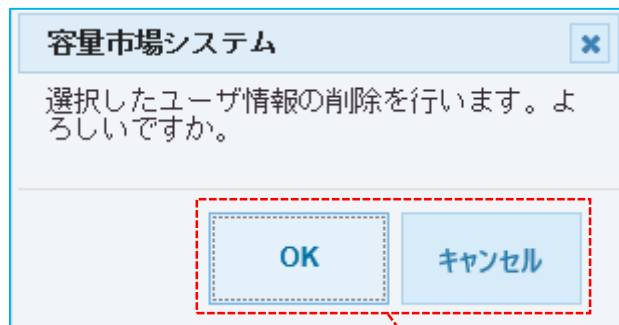 容量市場システム
選択したユーザ情報の削除を行います。よ
ろしいですか。
OK
キャンセル